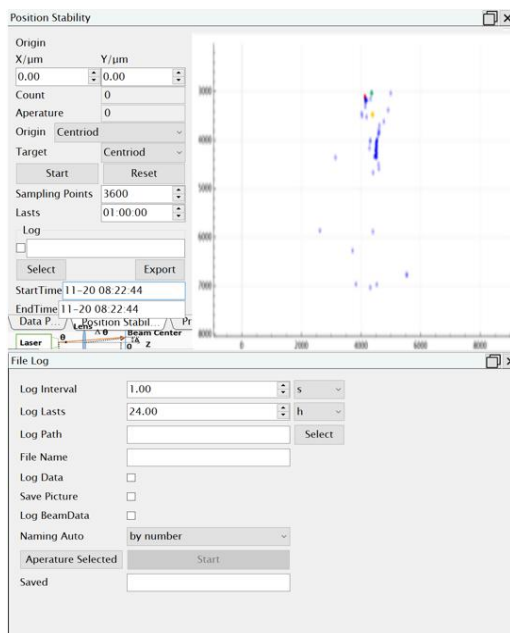 Position Stability
Origin
X/μm Y/μm
0.00 0.00
Count 0
Aperature 0
Origin Centriod
Target Centriod
Start Reset
Sampling Points 3600
Lasts 01:00:00
Log
Select Export
StartTime 11-20 08:22:44
EndTime 11-20 08:22:44
Data P... Position Stabil... Pr
Lens Δ θ Beam Center
Laser θ 0 Z
3000
4000
5000
6000
7000
8000
0 2000 4000 6000 8000
File Log
Log Interval 1.00 s
Log Lasts 24.00 h
Log Path Select
File Name
Log Data
Save Picture
Log BeamData
Naming Auto by number
Aperature Selected Start
Saved